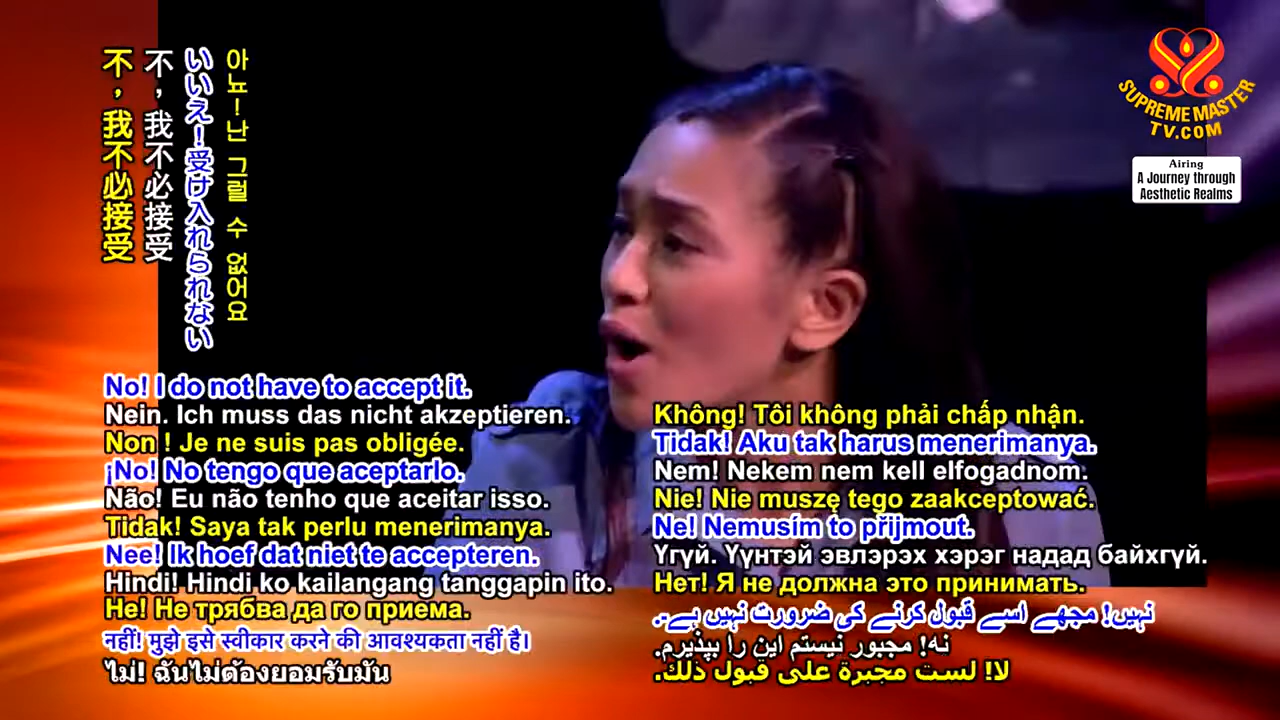 不，我不必接受
不，我不必接受
いいえ！受け入れられない
아뇨！난 그럴 수 없어요
SUPREME MASTER
TV.COM
Airing
A Journey through
Aesthetic Realms
No! I do not have to accept it.
Nein. Ich muss das nicht akzeptieren.
Non ! Je ne suis pas obligée.
¡No! No tengo que aceptarlo.
Não! Eu não tenho que aceitar isso.
Tidak! Saya tak perlu menerimanya.
Nee! Ik hoef dat niet te accepteren.
Hindi! Hindi ko kailangang tanggapin ito.
Не! Не трябва да го приема.
नहीं! मुझे इसे स्वीकार करने की आवश्यकता नहीं है।
ไม่! ฉันไม่ต้องยอมรับมัน
Không! Tôi không phải chấp nhận.
Tidak! Aku tak harus menerimanya.
Nem! Nekem nem kell elfogadnom.
Nie! Nie muszę tego zaakceptować.
Ne! Nemusím to přijmout.
Үгүй. Үүнтэй эвлэрэх хэрэг надад байхгүй.
Нет! Я не должна это принимать.
نہیں! مجھے اسے قبول کرنے کی ضرورت نہیں ہے۔
نه! مجبور نیستم این را بپذیرم.
لا! لست مجبرة على قبول ذلك.